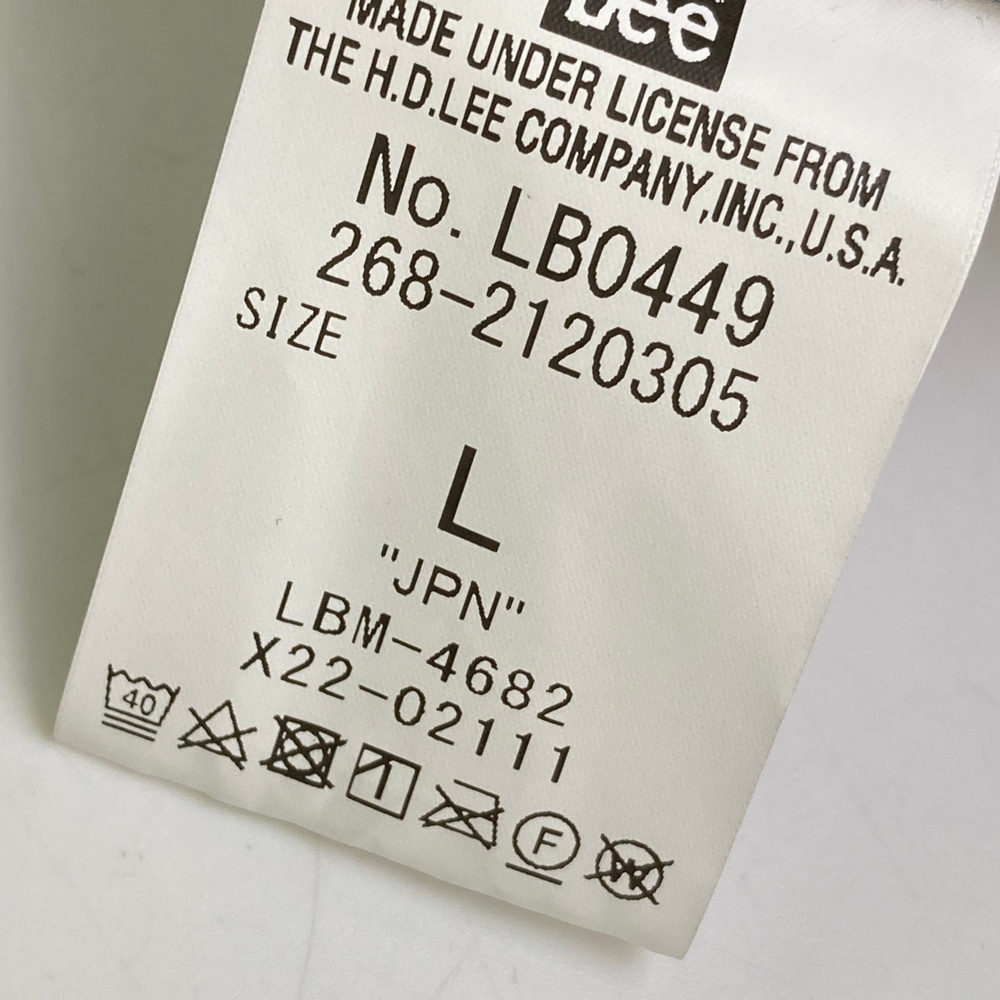 Lee
MADE UNDER LICENSE FROM
THE H.D.LEE COMPANY,INC.,U.S.A.
No. LB0449
268-2120305
SIZE
L
"JPN"
LBM-4682
X22-02111
40
F
W